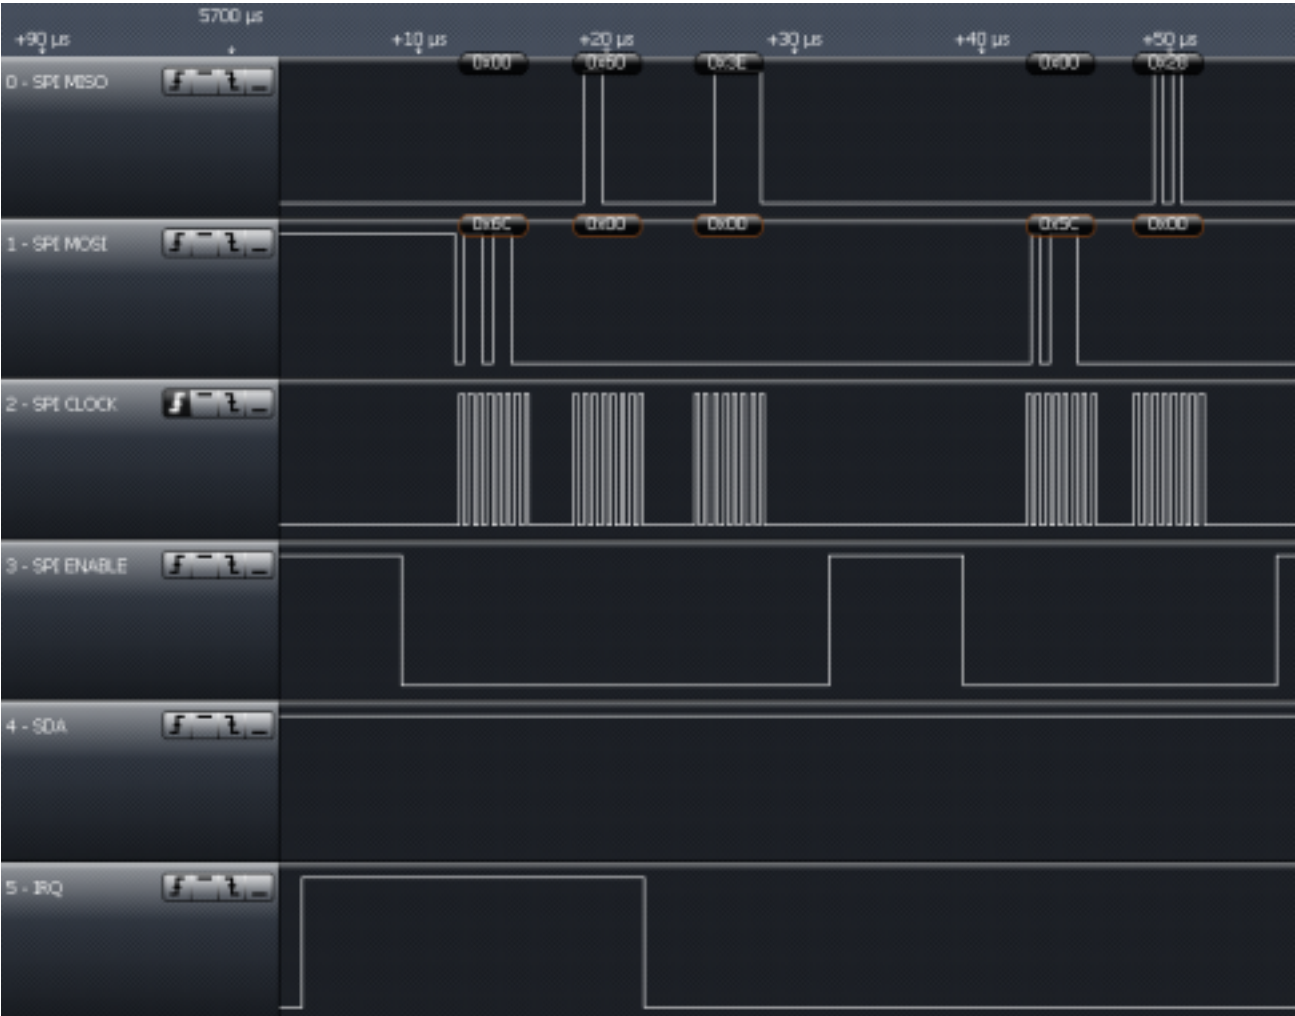 5700 µs
+90 µs +10 µs +20 µs +30 µs +40 µs +50 µs
0x00 0x60 0x3E 0x00 0x28
0 - SPI MISO
0x6C 0x00 0x00 0x5C 0x00
1 - SPI MOSI
2 - SPI CLOCK
3 - SPI ENABLE
4 - SDA
5 - IRQ